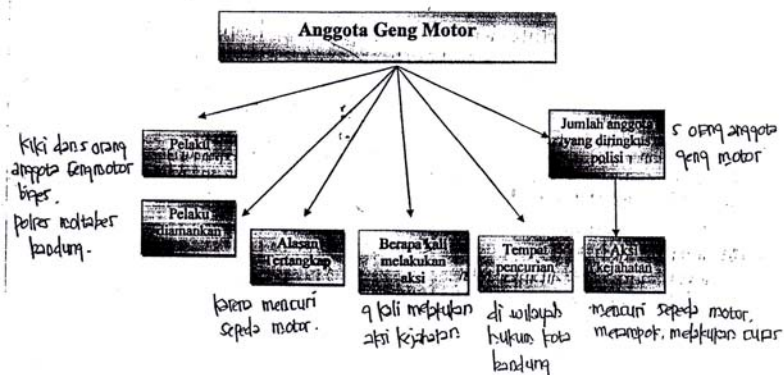 Anggota Geng Motor
Pelaku
Kiki dan 5 orang
anggota Geng motor
Briges.
Pelaku
diamankan
polres moltabes
bandung.
Alasan
Tertangkap
karena mencuri
sepeda motor.
Berapa kali
melakukan
aksi
9 kali melakukan
aksi kejahatan
Tempat
pencurian
di wilayah
hukum kota
bandung
Jumlah anggota
yang diringkus
polisi
5 orang anggota
geng motor
Aksi
kejahatan
mencuri sepeda motor,
merampok, melakukan curas